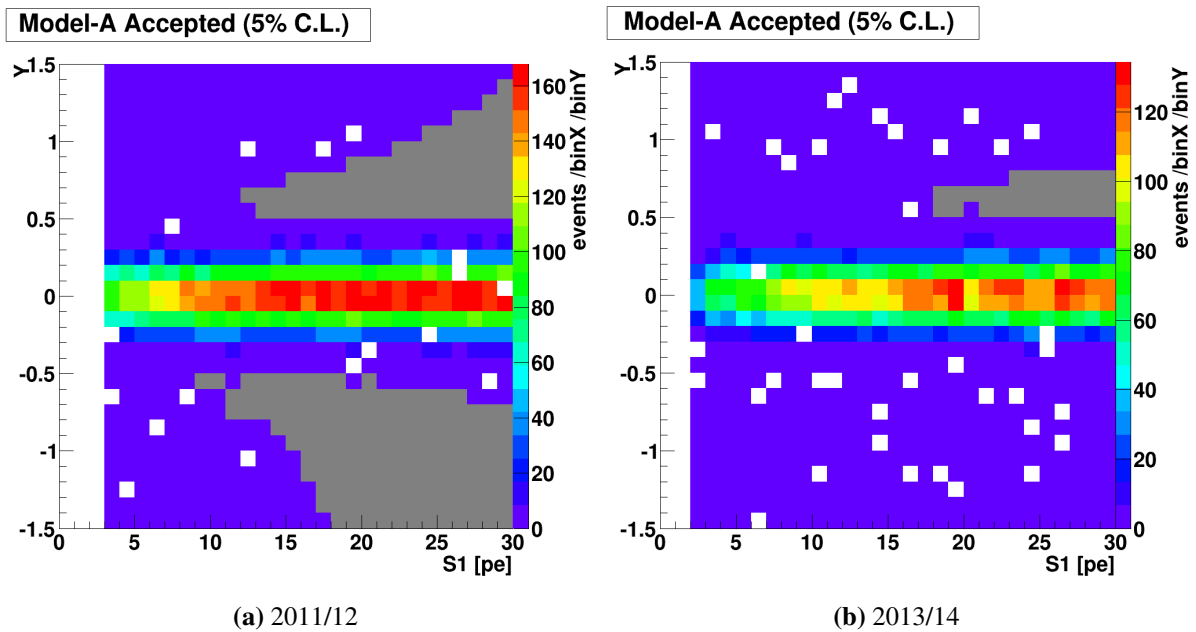 Model-A Accepted (5% C.L.)
Y
1.5
1
0.5
0
-0.5
-1
-1.5
0 5 10 15 20 25 30
S1 [pe]
160
140
120
100
80
60
40
20
0
events /binX /binY
(a) 2011/12
Model-A Accepted (5% C.L.)
Y
1.5
1
0.5
0
-0.5
-1
-1.5
0 5 10 15 20 25 30
S1 [pe]
120
100
80
60
40
20
0
events /binX /binY
(b) 2013/14